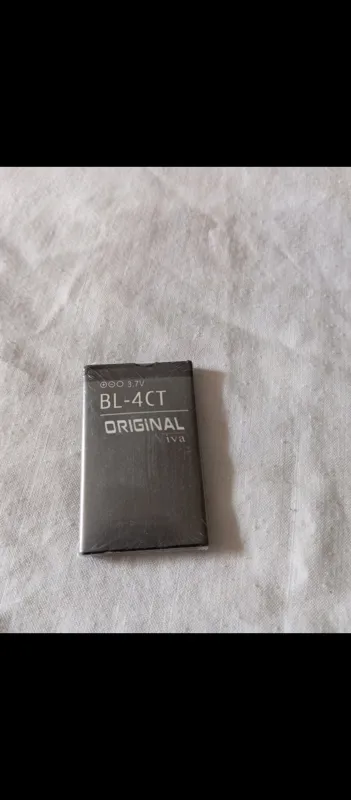 ⊕⊖⊖ 3.7V
BL-4CT
ORIGINAL
iva